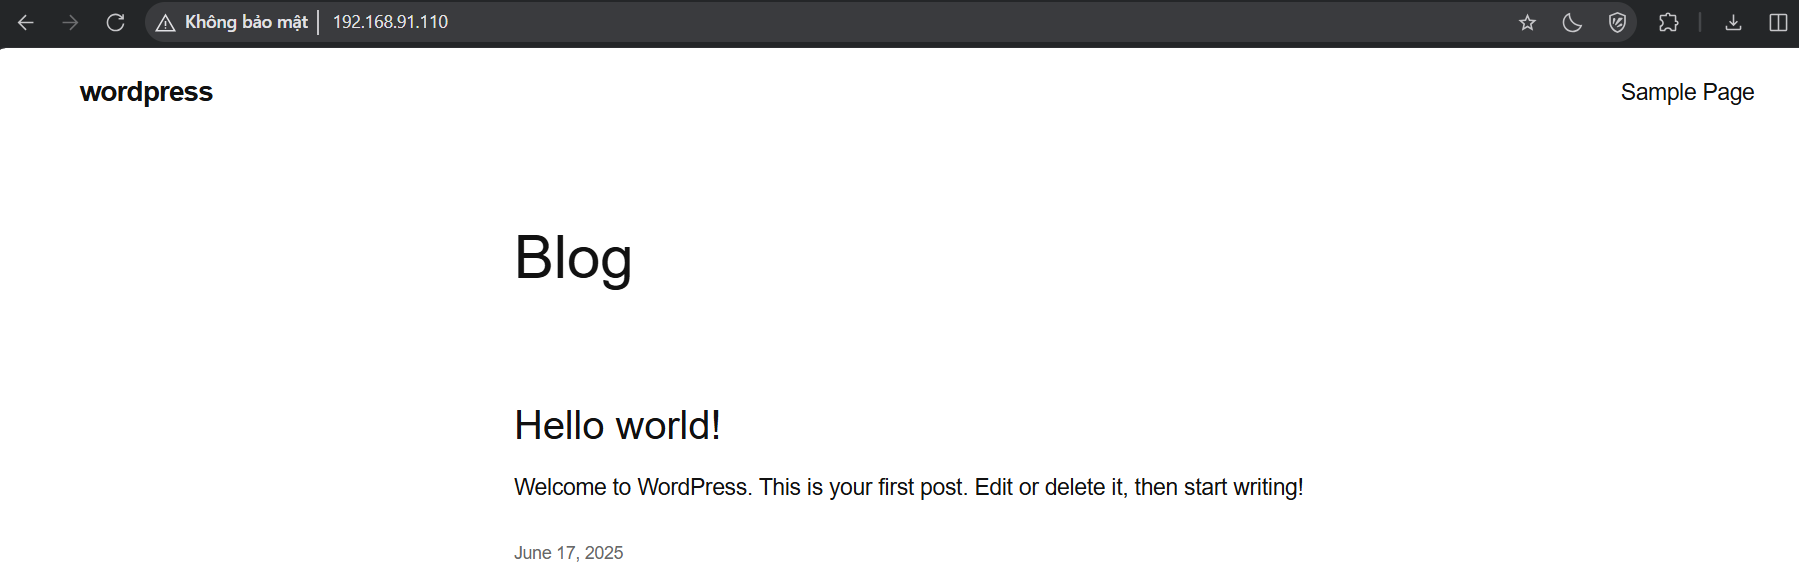 Không bảo mật 192.168.91.110
wordpress
Sample Page
Blog
Hello world!
Welcome to WordPress. This is your first post. Edit or delete it, then start writing!
June 17, 2025